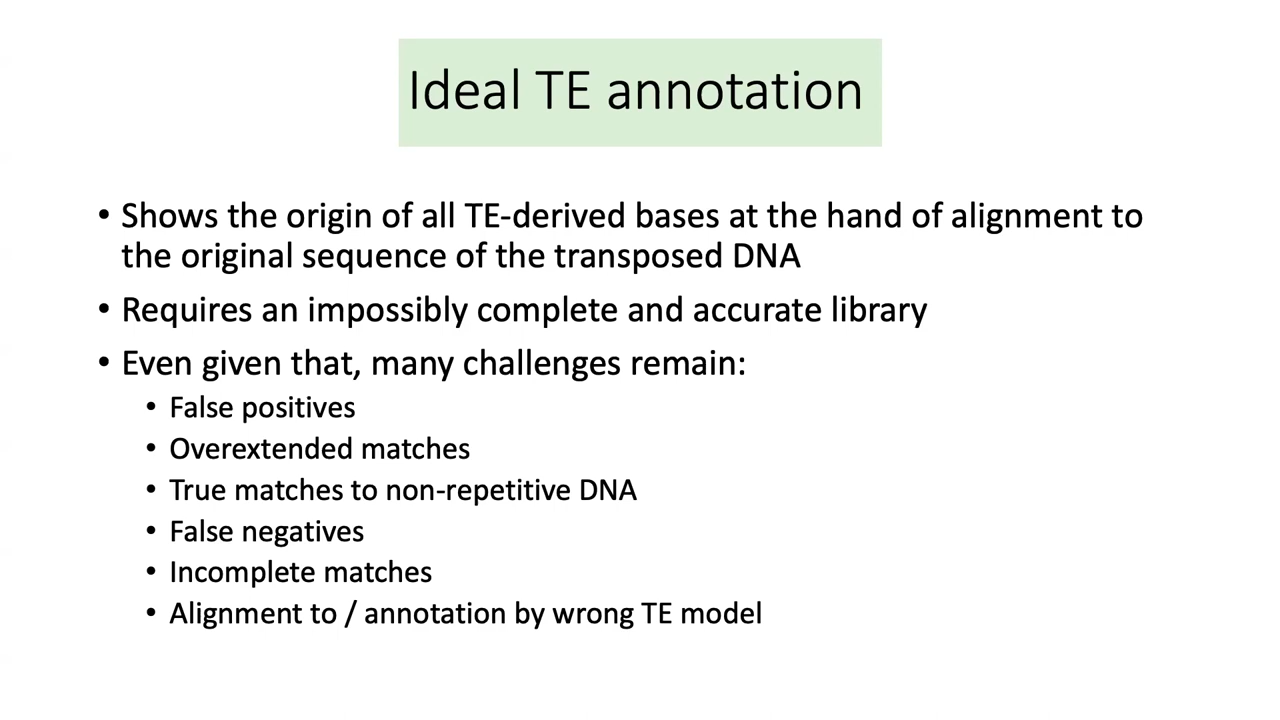 Ideal TE annotation
• Shows the origin of all TE-derived bases at the hand of alignment to
the original sequence of the transposed DNA
• Requires an impossibly complete and accurate library
• Even given that, many challenges remain:
• False positives
• Overextended matches
• True matches to non-repetitive DNA
• False negatives
• Incomplete matches
• Alignment to / annotation by wrong TE model